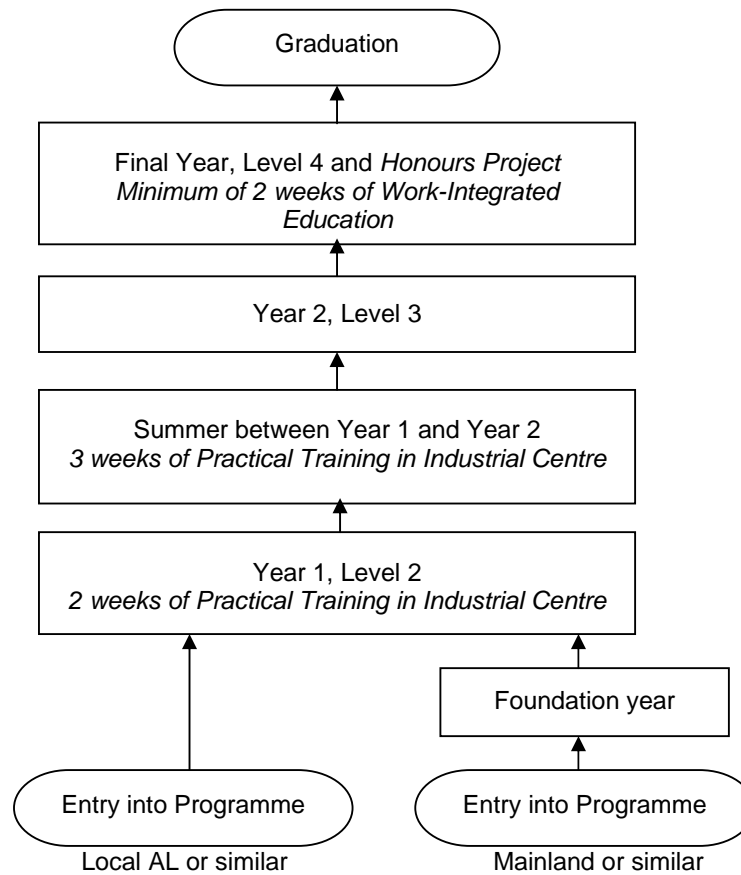 Graduation
Final Year, Level 4 and Honours Project
Minimum of 2 weeks of Work-Integrated
Education
Year 2, Level 3
Summer between Year 1 and Year 2
3 weeks of Practical Training in Industrial Centre
Year 1, Level 2
2 weeks of Practical Training in Industrial Centre
Foundation year
Entry into Programme
Entry into Programme
Local AL or similar
Mainland or similar